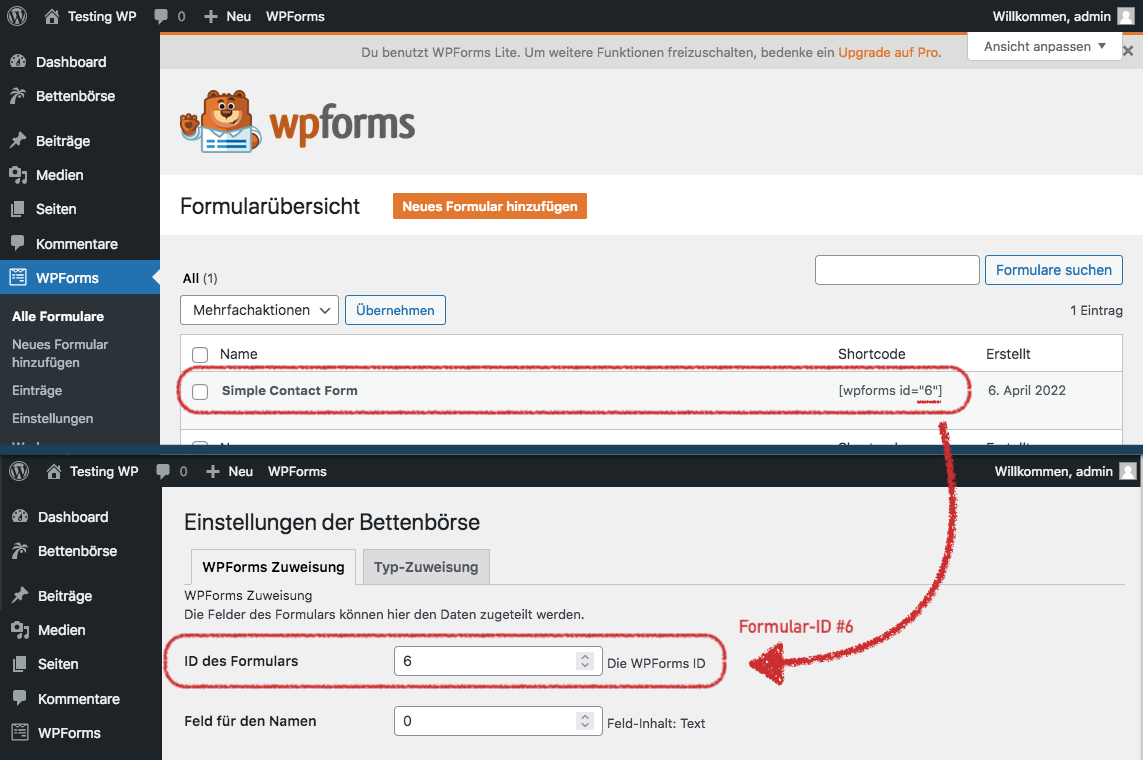 Testing WP 0 Neu WPForms Willkommen, admin
Du benutzt WPForms Lite. Um weitere Funktionen freizuschalten, bedenke ein Upgrade auf Pro.
Ansicht anpassen
Dashboard
Bettenbörse
Beiträge
Medien
Seiten
Kommentare
WPForms
Alle Formulare
Neues Formular
hinzufügen
Einträge
Einstellungen
wpforms
Formularübersicht
Neues Formular hinzufügen
All (1)
Formulare suchen
Mehrfachaktionen
Übernehmen
1 Eintrag
Name Shortcode Erstellt
Simple Contact Form [wpforms id="6"] 6. April 2022
Testing WP 0 Neu WPForms Willkommen, admin
Dashboard
Bettenbörse
Beiträge
Medien
Seiten
Kommentare
WPForms
Einstellungen der Bettenbörse
WPForms Zuweisung Typ-Zuweisung
WPForms Zuweisung
Die Felder des Formulars können hier den Daten zugeteilt werden.
Formular-ID #6
ID des Formulars 6 Die WPForms ID
Feld für den Namen 0 Feld-Inhalt: Text